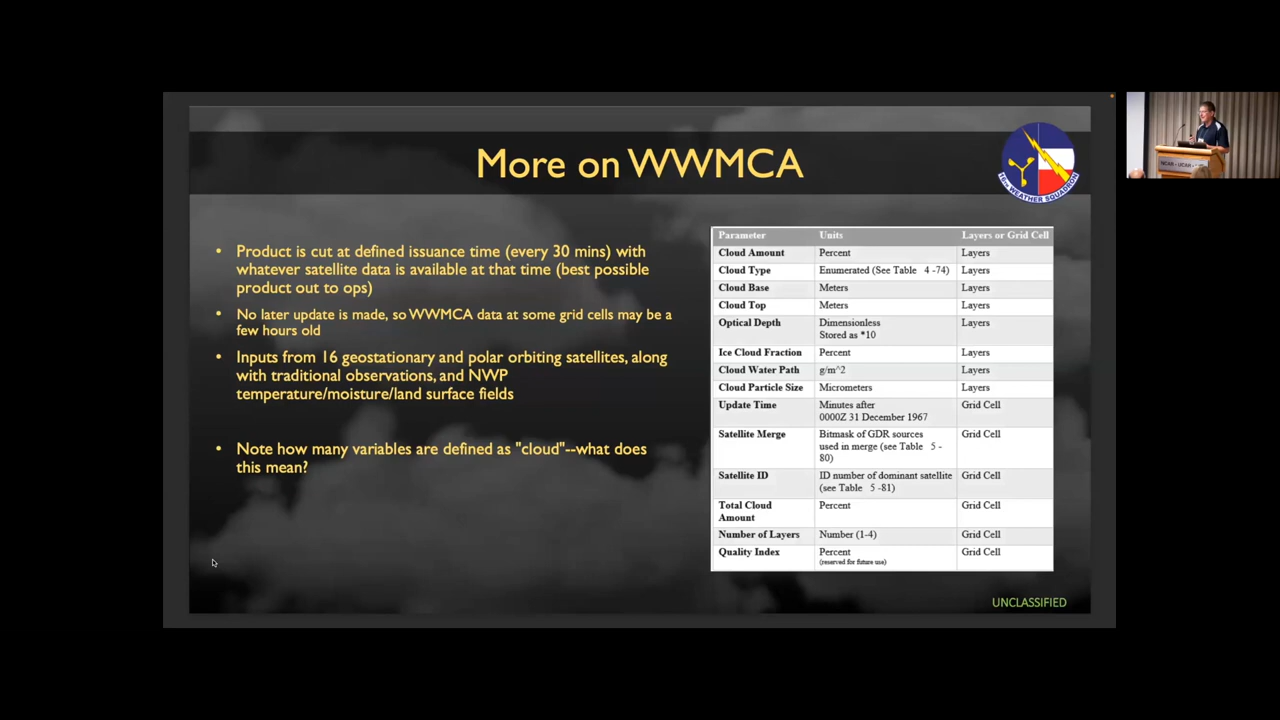 More on WWMCA
16th WEATHER SQUADRON
• Product is cut at defined issuance time (every 30 mins) with
whatever satellite data is available at that time (best possible
product out to ops)
• No later update is made, so WWMCA data at some grid cells may be a
few hours old
• Inputs from 16 geostationary and polar orbiting satellites, along
with traditional observations, and NWP
temperature/moisture/land surface fields
• Note how many variables are defined as "cloud"--what does
this mean?
Parameter Units Layers or Grid Cell
Cloud Amount Percent Layers
Cloud Type Enumerated (See Table 4 -74) Layers
Cloud Base Meters Layers
Cloud Top Meters Layers
Optical Depth Dimensionless Layers
Stored as *10
Ice Cloud Fraction Percent Layers
Cloud Water Path g/m^2 Layers
Cloud Particle Size Micrometers Layers
Update Time Minutes after Grid Cell
0000Z 31 December 1967
Satellite Merge Bitmask of GDR sources Grid Cell
used in merge (see Table 5 -
80)
Satellite ID ID number of dominant satellite Grid Cell
(see Table 5 -81)
Total Cloud Percent Grid Cell
Amount
Number of Layers Number (1-4) Grid Cell
Quality Index Percent Grid Cell
(reserved for future use)
UNCLASSIFIED
NCAR - UCAR -